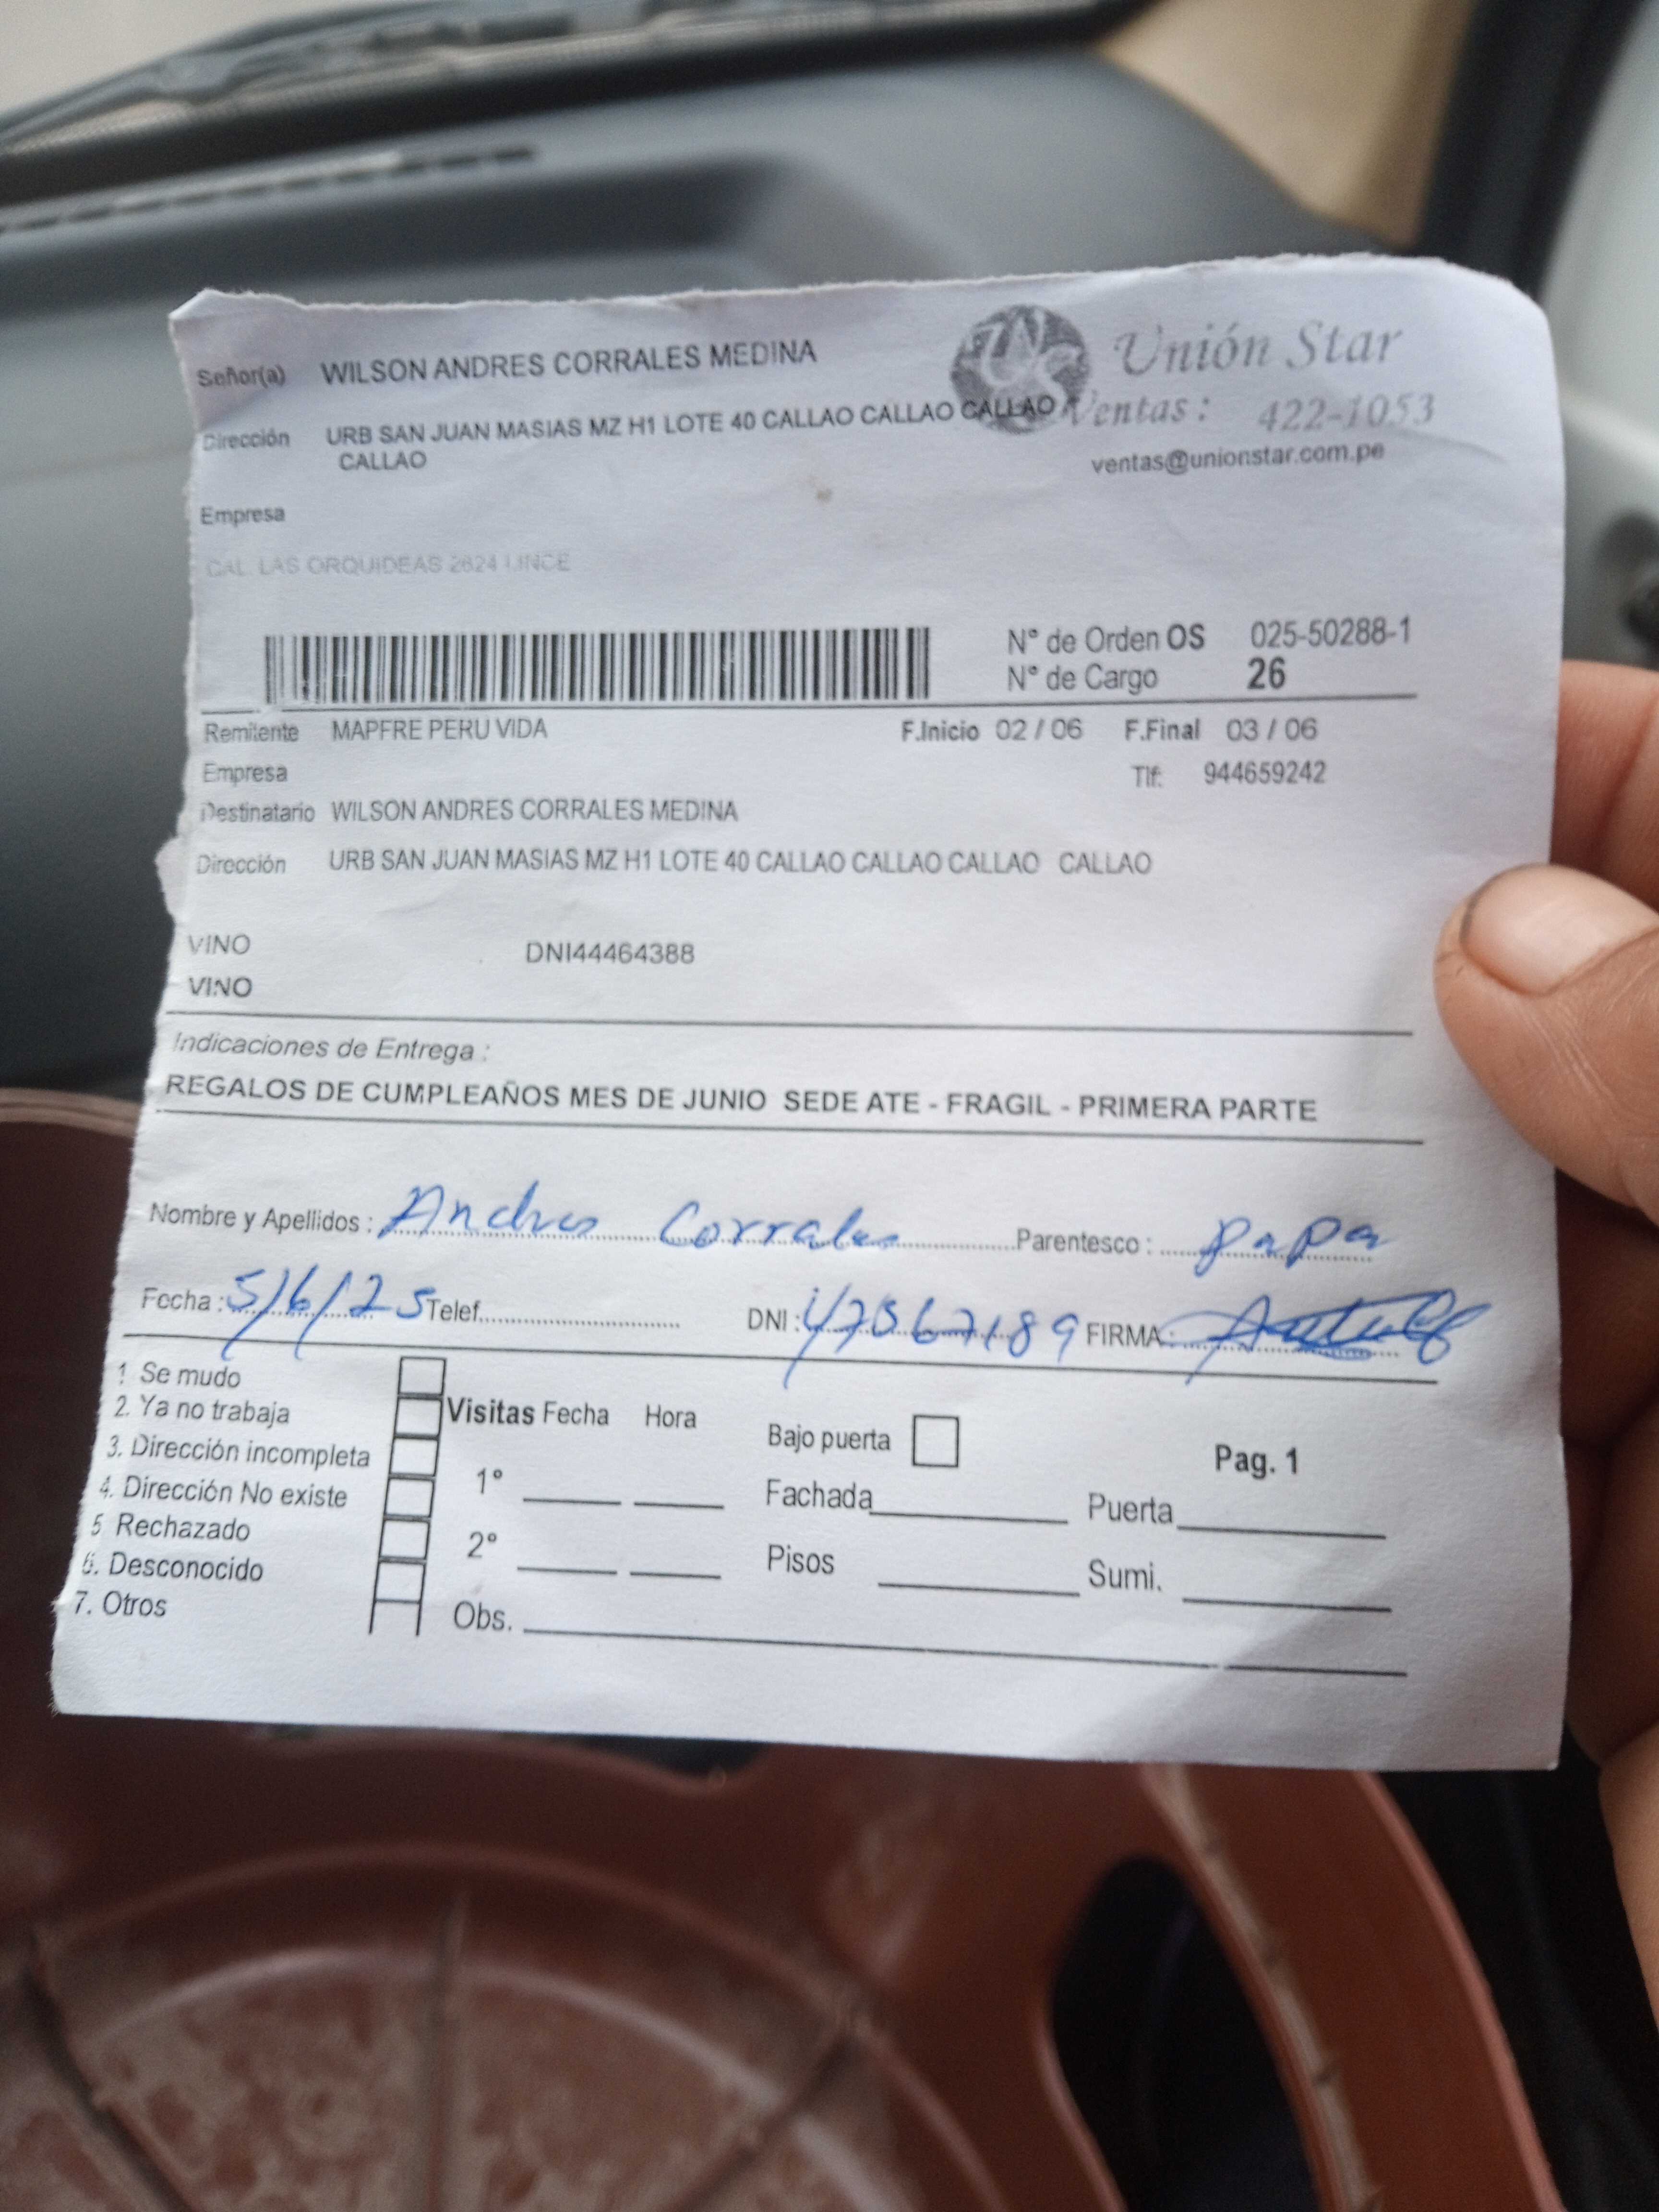 Señor(a) WILSON ANDRES CORRALES MEDINA
Unión Star
Dirección URB SAN JUAN MASIAS MZ H1 LOTE 40 CALLAO CALLAO CALLAO
CALLAO
Ventas: 422-1053
ventas@unionstar.com.pe
Empresa
CAL. LAS ORQUIDEAS 2624 LINCE
N° de Orden OS 025-50288-1
N° de Cargo 26
Remitente MAPFRE PERU VIDA F.Inicio 02 / 06 F.Final 03 / 06
Empresa Tlf: 944659242
Destinatario WILSON ANDRES CORRALES MEDINA
Dirección URB SAN JUAN MASIAS MZ H1 LOTE 40 CALLAO CALLAO CALLAO CALLAO
VINO DNI44464388
VINO
Indicaciones de Entrega :
REGALOS DE CUMPLEAÑOS MES DE JUNIO SEDE ATE - FRAGIL - PRIMERA PARTE
Nombre y Apellidos : Andres Corrales Parentesco : papa
Fecha : 5/6/25 Telef. DNI : FIRMA :
1 Se mudo
2. Ya no trabaja
3. Dirección incompleta
4. Dirección No existe
5 Rechazado
6. Desconocido
7. Otros
Visitas Fecha Hora
1°
2°
Obs.
Bajo puerta
Fachada
Pisos
Pag. 1
Puerta
Sumi.